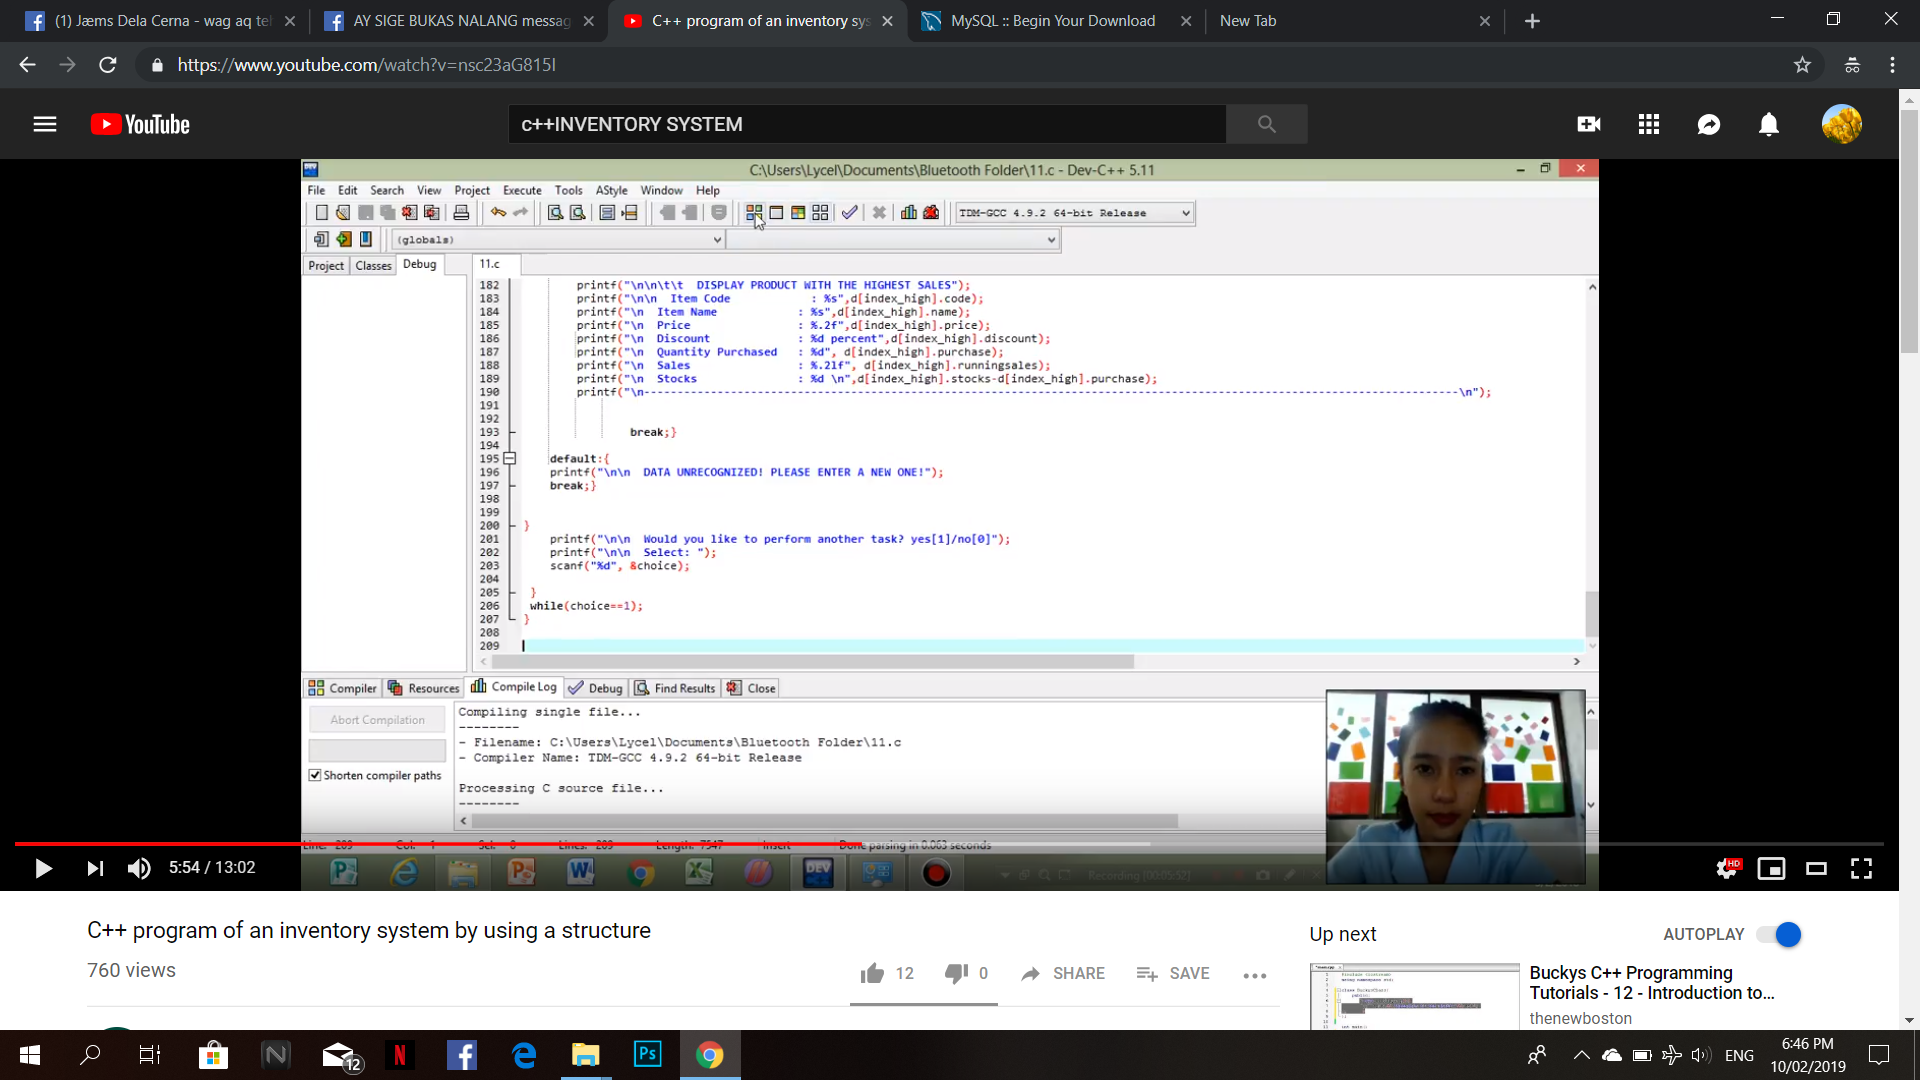 (1) Jæms Dela Cerna - wag aq teh
AY SIGE BUKAS NALANG messag
C++ program of an inventory sys
MySQL :: Begin Your Download
New Tab
https://www.youtube.com/watch?v=nsc23aG815I
YouTube
c++INVENTORY SYSTEM
C:\Users\Lycel\Documents\Bluetooth Folder\11.c - Dev-C++ 5.11
File Edit Search View Project Execute Tools AStyle Window Help
TDM-GCC 4.9.2 64-bit Release
(globals)
Project Classes Debug
11.c
182 printf("\n\n\t\t  DISPLAY PRODUCT WITH THE HIGHEST SALES");
183 printf("\n\n  Item Code            : %s",d[index_high].code);
184 printf("\n  Item Name            : %s",d[index_high].name);
185 printf("\n  Price                : %.2f",d[index_high].price);
186 printf("\n  Discount             : %d percent",d[index_high].discount);
187 printf("\n  Quantity Purchased   : %d", d[index_high].purchase);
188 printf("\n  Sales                : %.2lf", d[index_high].runningsales);
189 printf("\n  Stocks               : %d \n",d[index_high].stocks-d[index_high].purchase);
190 printf("\n--------------------------------------------------------------------------------------------------------------------------\n");
191
192
193 break;}
194
195 default:{
196 printf("\n\n  DATA UNRECOGNIZED! PLEASE ENTER A NEW ONE!");
197 break;}
198
199
200 }
201 printf("\n\n  Would you like to perform another task? yes[1]/no[0]");
202 printf("\n\n  Select: ");
203 scanf("%d", &choice);
204
205 }
206 while(choice==1);
207 }
208
209
Compiler Resources Compile Log Debug Find Results Close
Abort Compilation
Shorten compiler paths
Compiling single file...
--------
- Filename: C:\Users\Lycel\Documents\Bluetooth Folder\11.c
- Compiler Name: TDM-GCC 4.9.2 64-bit Release
Processing C source file...
--------
Line: 209 Col: 1 Sel: 0 Lines: 209 Length: 7547 Insert Done parsing in 0.063 seconds
DEV
Recording [00:05:52]
5:54 / 13:02
HD
C++ program of an inventory system by using a structure
760 views
12
0
SHARE
SAVE
Up next
AUTOPLAY
Buckys C++ Programming
Tutorials - 12 - Introduction to...
thenewboston
12
N
Ps
ENG
6:46 PM
10/02/2019